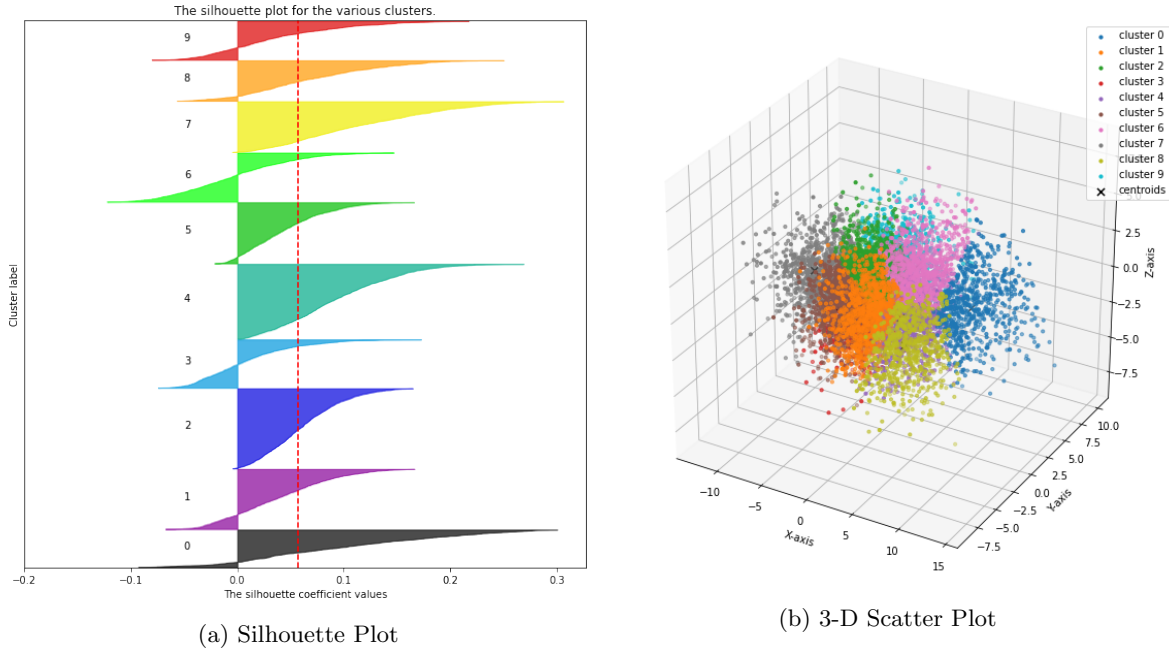 The silhouette plot for the various clusters.
Cluster label
9
8
7
6
5
4
3
2
1
0
−0.2
−0.1
0.0
0.1
0.2
0.3
The silhouette coefficient values
(a) Silhouette Plot
cluster 0
cluster 1
cluster 2
cluster 3
cluster 4
cluster 5
cluster 6
cluster 7
cluster 8
cluster 9
centroids
2.5
0.0
−2.5
−5.0
−7.5
Z-axis
10.0
7.5
5.0
2.5
0.0
−2.5
−5.0
−7.5
Y-axis
−10
−5
0
5
10
15
X-axis
(b) 3-D Scatter Plot